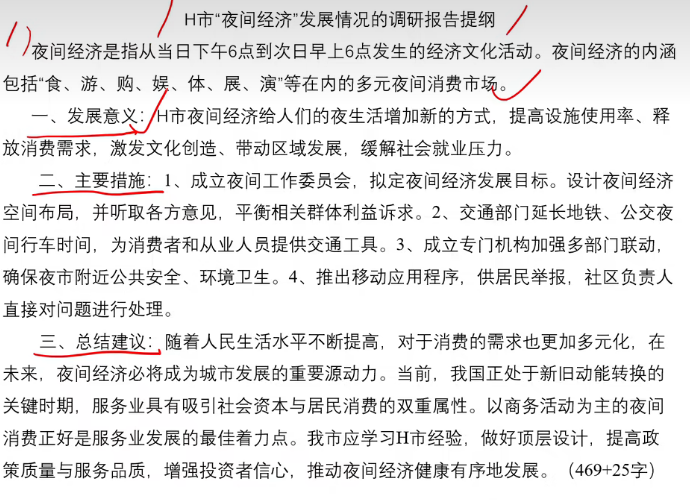 H市“夜间经济”发展情况的调研报告提纲
夜间经济是指从当日下午6点到次日早上6点发生的经济文化活动。夜间经济的内涵
包括“食、游、购、娱、体、展、演”等在内的多元夜间消费市场。
一、发展意义：H市夜间经济给人们的夜生活增加新的方式，提高设施使用率、释
放消费需求，激发文化创造、带动区域发展，缓解社会就业压力。
二、主要措施：1、成立夜间工作委员会，拟定夜间经济发展目标。设计夜间经济
空间布局，并听取各方意见，平衡相关群体利益诉求。2、交通部门延长地铁、公交夜
间行车时间，为消费者和从业人员提供交通工具。3、成立专门机构加强多部门联动，
确保夜市附近公共安全、环境卫生。4、推出移动应用程序，供居民举报，社区负责人
直接对问题进行处理。
三、总结建议：随着人民生活水平不断提高，对于消费的需求也更加多元化，在
未来，夜间经济必将成为城市发展的重要源动力。当前，我国正处于新旧动能转换的
关键时期，服务业具有吸引社会资本与居民消费的双重属性。以商务活动为主的夜间
消费正好是服务业发展的最佳着力点。我市应学习H市经验，做好顶层设计，提高政
策质量与服务品质，增强投资者信心，推动夜间经济健康有序地发展。（469+25字）